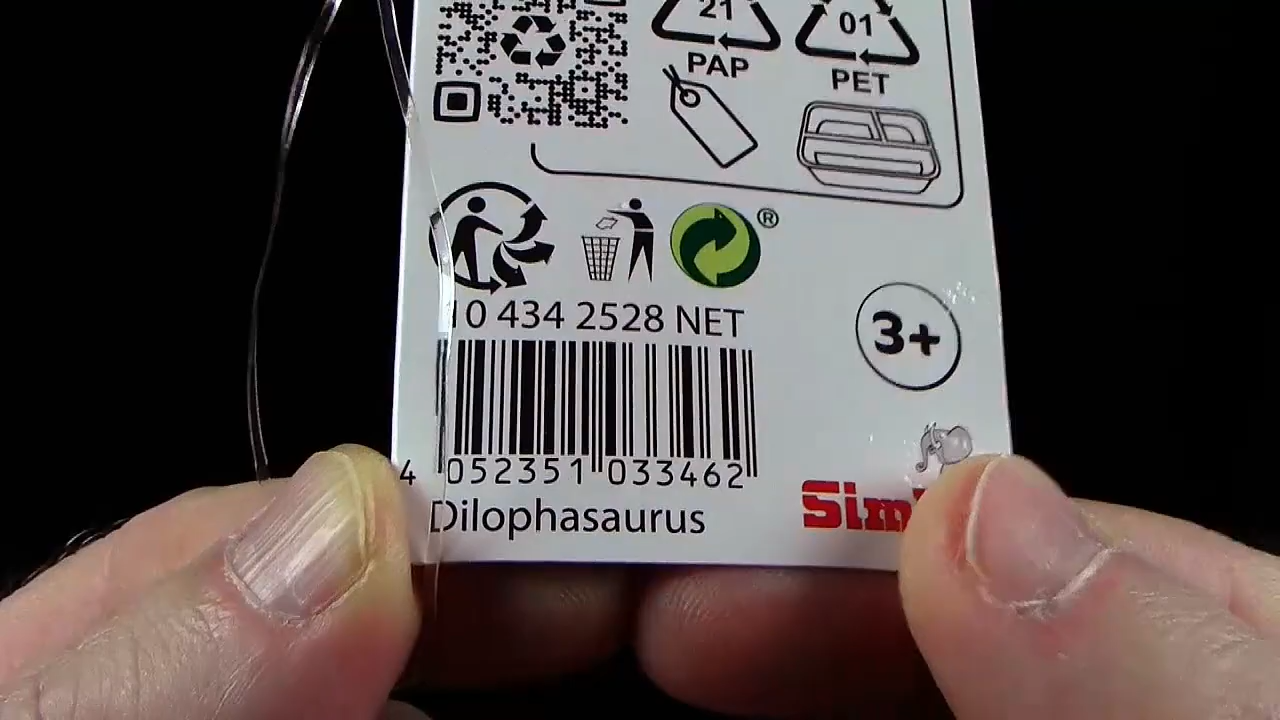 21 01
PAP PET
®
10 434 2528 NET
3+
4 052351 033462
Dilophasaurus